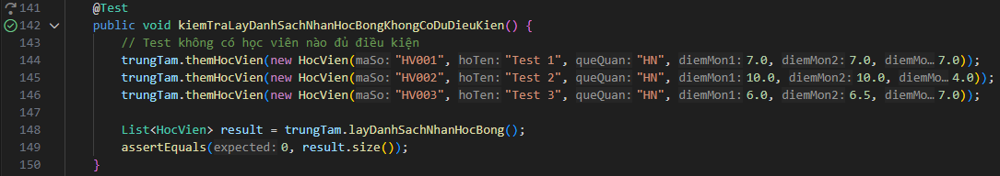 141 @Test
142 public void kiemTraLayDanhSachNhanHocBongKhongCoDuDieuKien() {
143 // Test không có học viên nào đủ điều kiện
144 trungTam.themHocVien(new HocVien(maSo: "HV001", hoTen: "Test 1", queQuan: "HN", diemMon1: 7.0, diemMon2: 7.0, diemMo… 7.0));
145 trungTam.themHocVien(new HocVien(maSo: "HV002", hoTen: "Test 2", queQuan: "HN", diemMon1: 10.0, diemMon2: 10.0, diemMo… 4.0));
146 trungTam.themHocVien(new HocVien(maSo: "HV003", hoTen: "Test 3", queQuan: "HN", diemMon1: 6.0, diemMon2: 6.5, diemMo… 7.0));
147
148 List<HocVien> result = trungTam.layDanhSachNhanHocBong();
149 assertEquals(expected: 0, result.size());
150 }